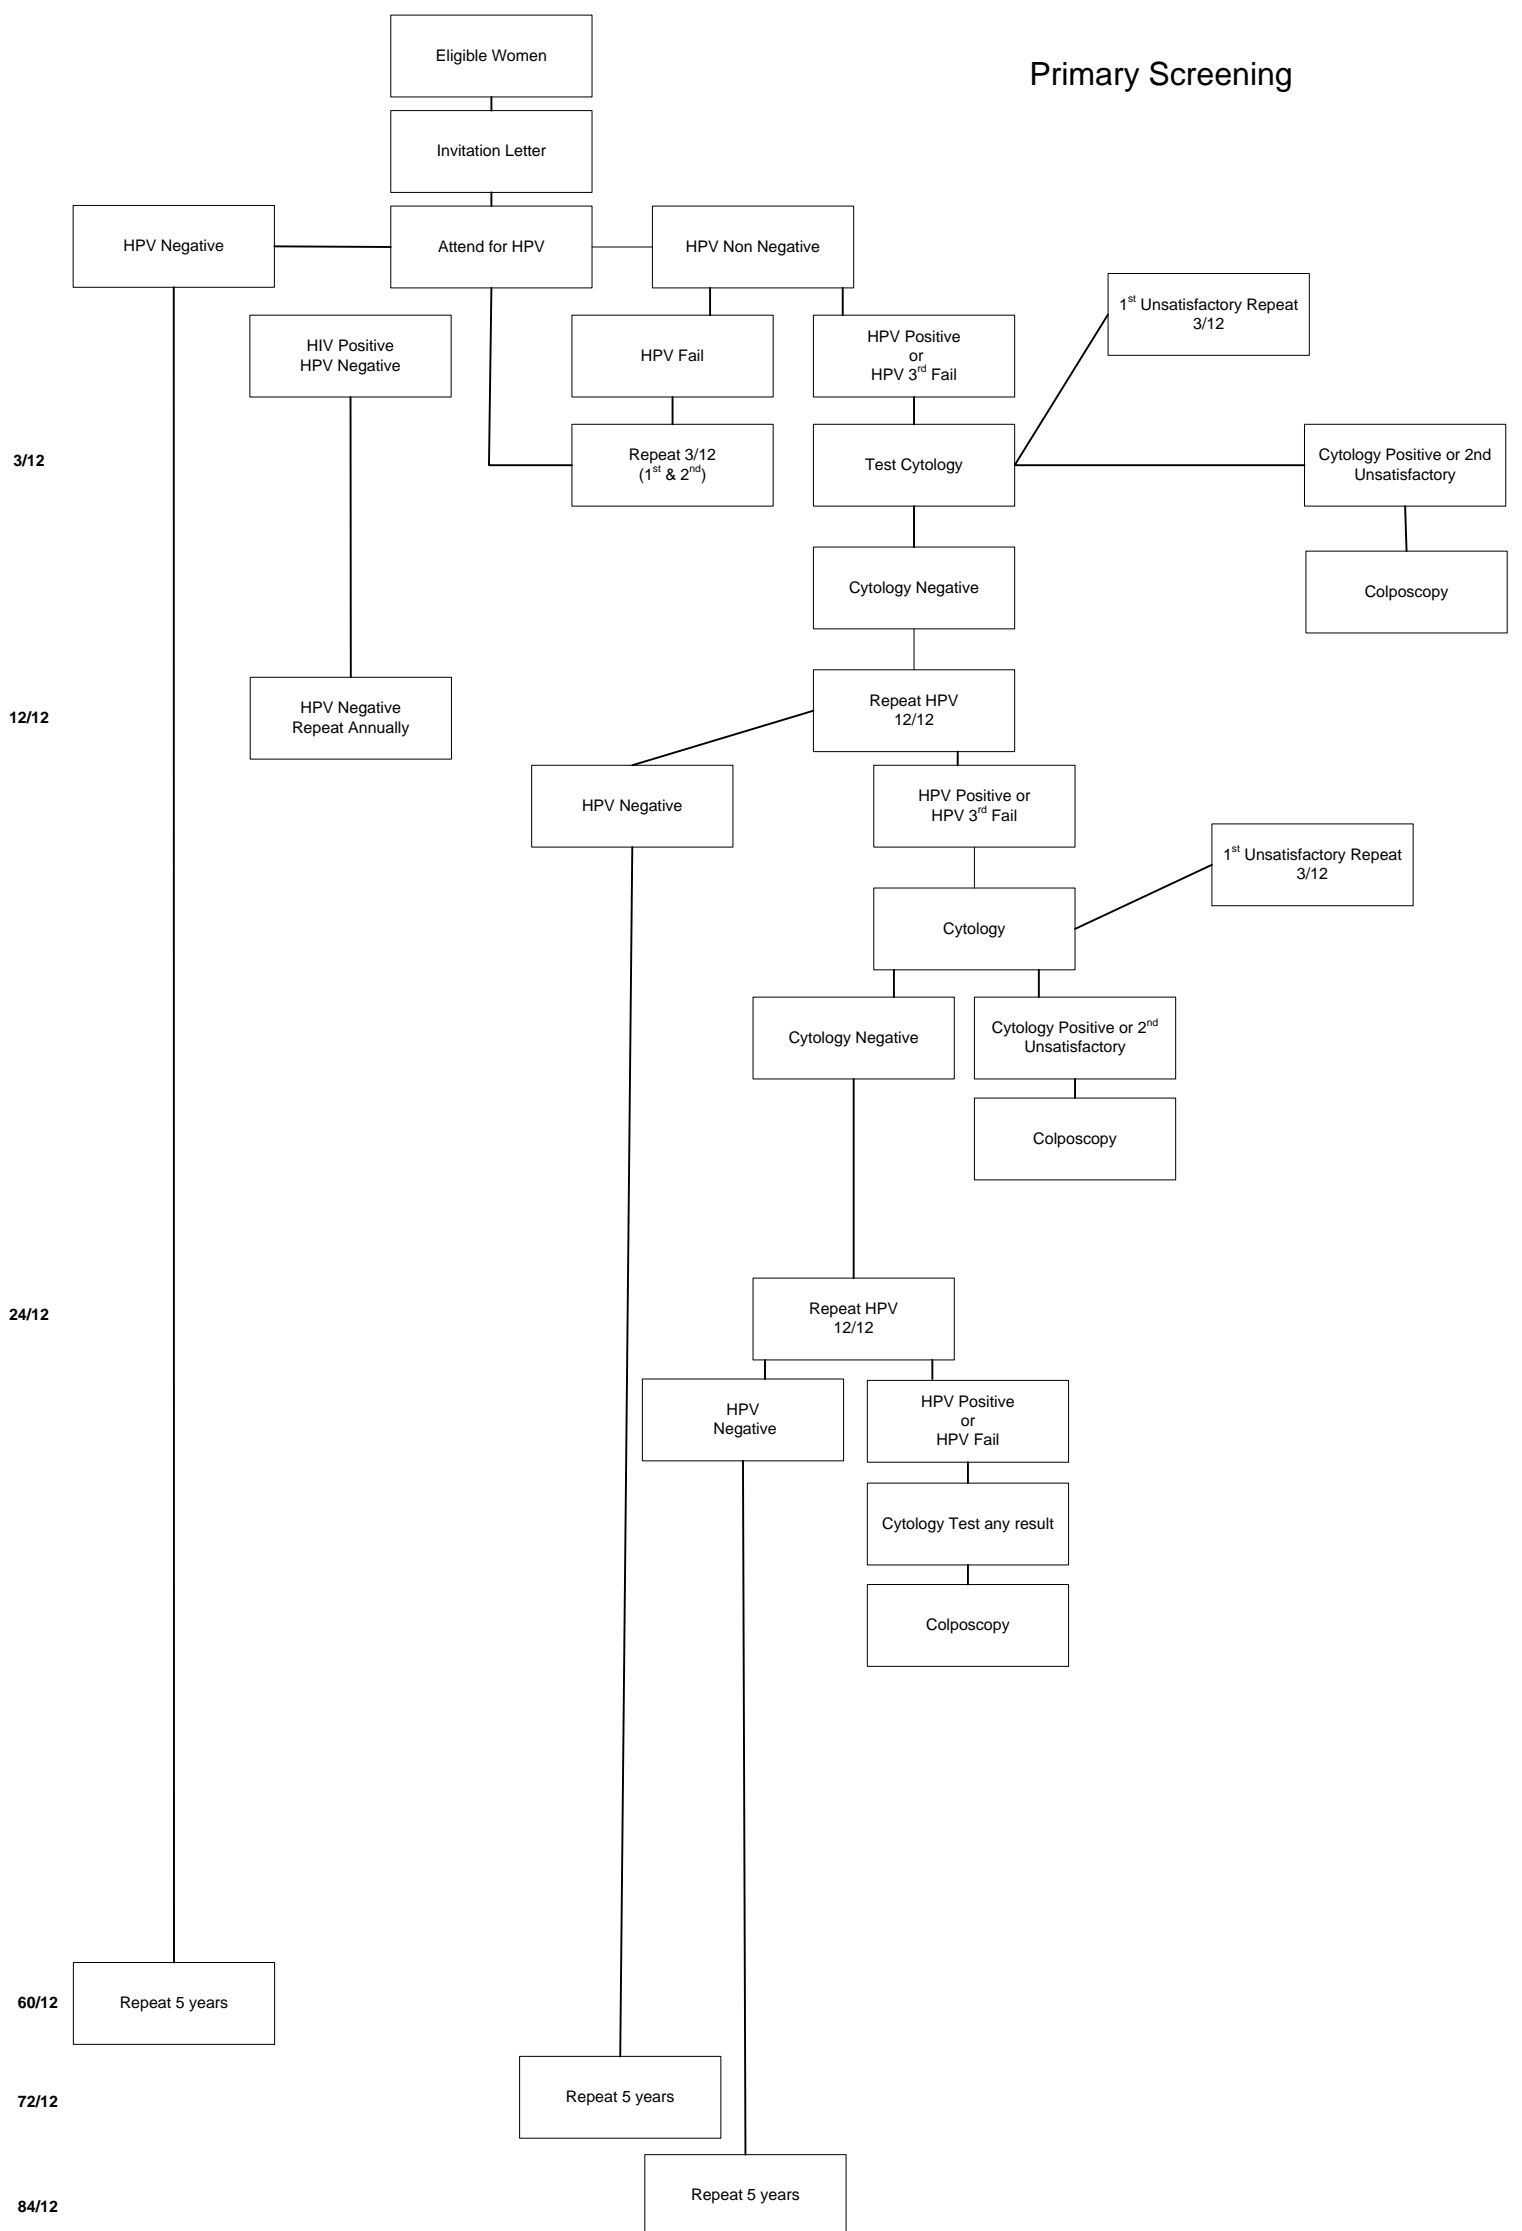 Primary Screening
Eligible Women
Invitation Letter
HPV Negative
Attend for HPV
HPV Non Negative
1st Unsatisfactory Repeat
3/12
HIV Positive
HPV Negative
HPV Fail
HPV Positive
or
HPV 3rd Fail
3/12
Repeat 3/12
(1st & 2nd)
Test Cytology
Cytology Positive or 2nd
Unsatisfactory
Cytology Negative
Colposcopy
12/12
HPV Negative
Repeat Annually
Repeat HPV
12/12
HPV Negative
HPV Positive or
HPV 3rd Fail
1st Unsatisfactory Repeat
3/12
Cytology
Cytology Negative
Cytology Positive or 2nd
Unsatisfactory
Colposcopy
24/12
Repeat HPV
12/12
HPV
Negative
HPV Positive
or
HPV Fail
Cytology Test any result
Colposcopy
60/12
Repeat 5 years
72/12
Repeat 5 years
84/12
Repeat 5 years